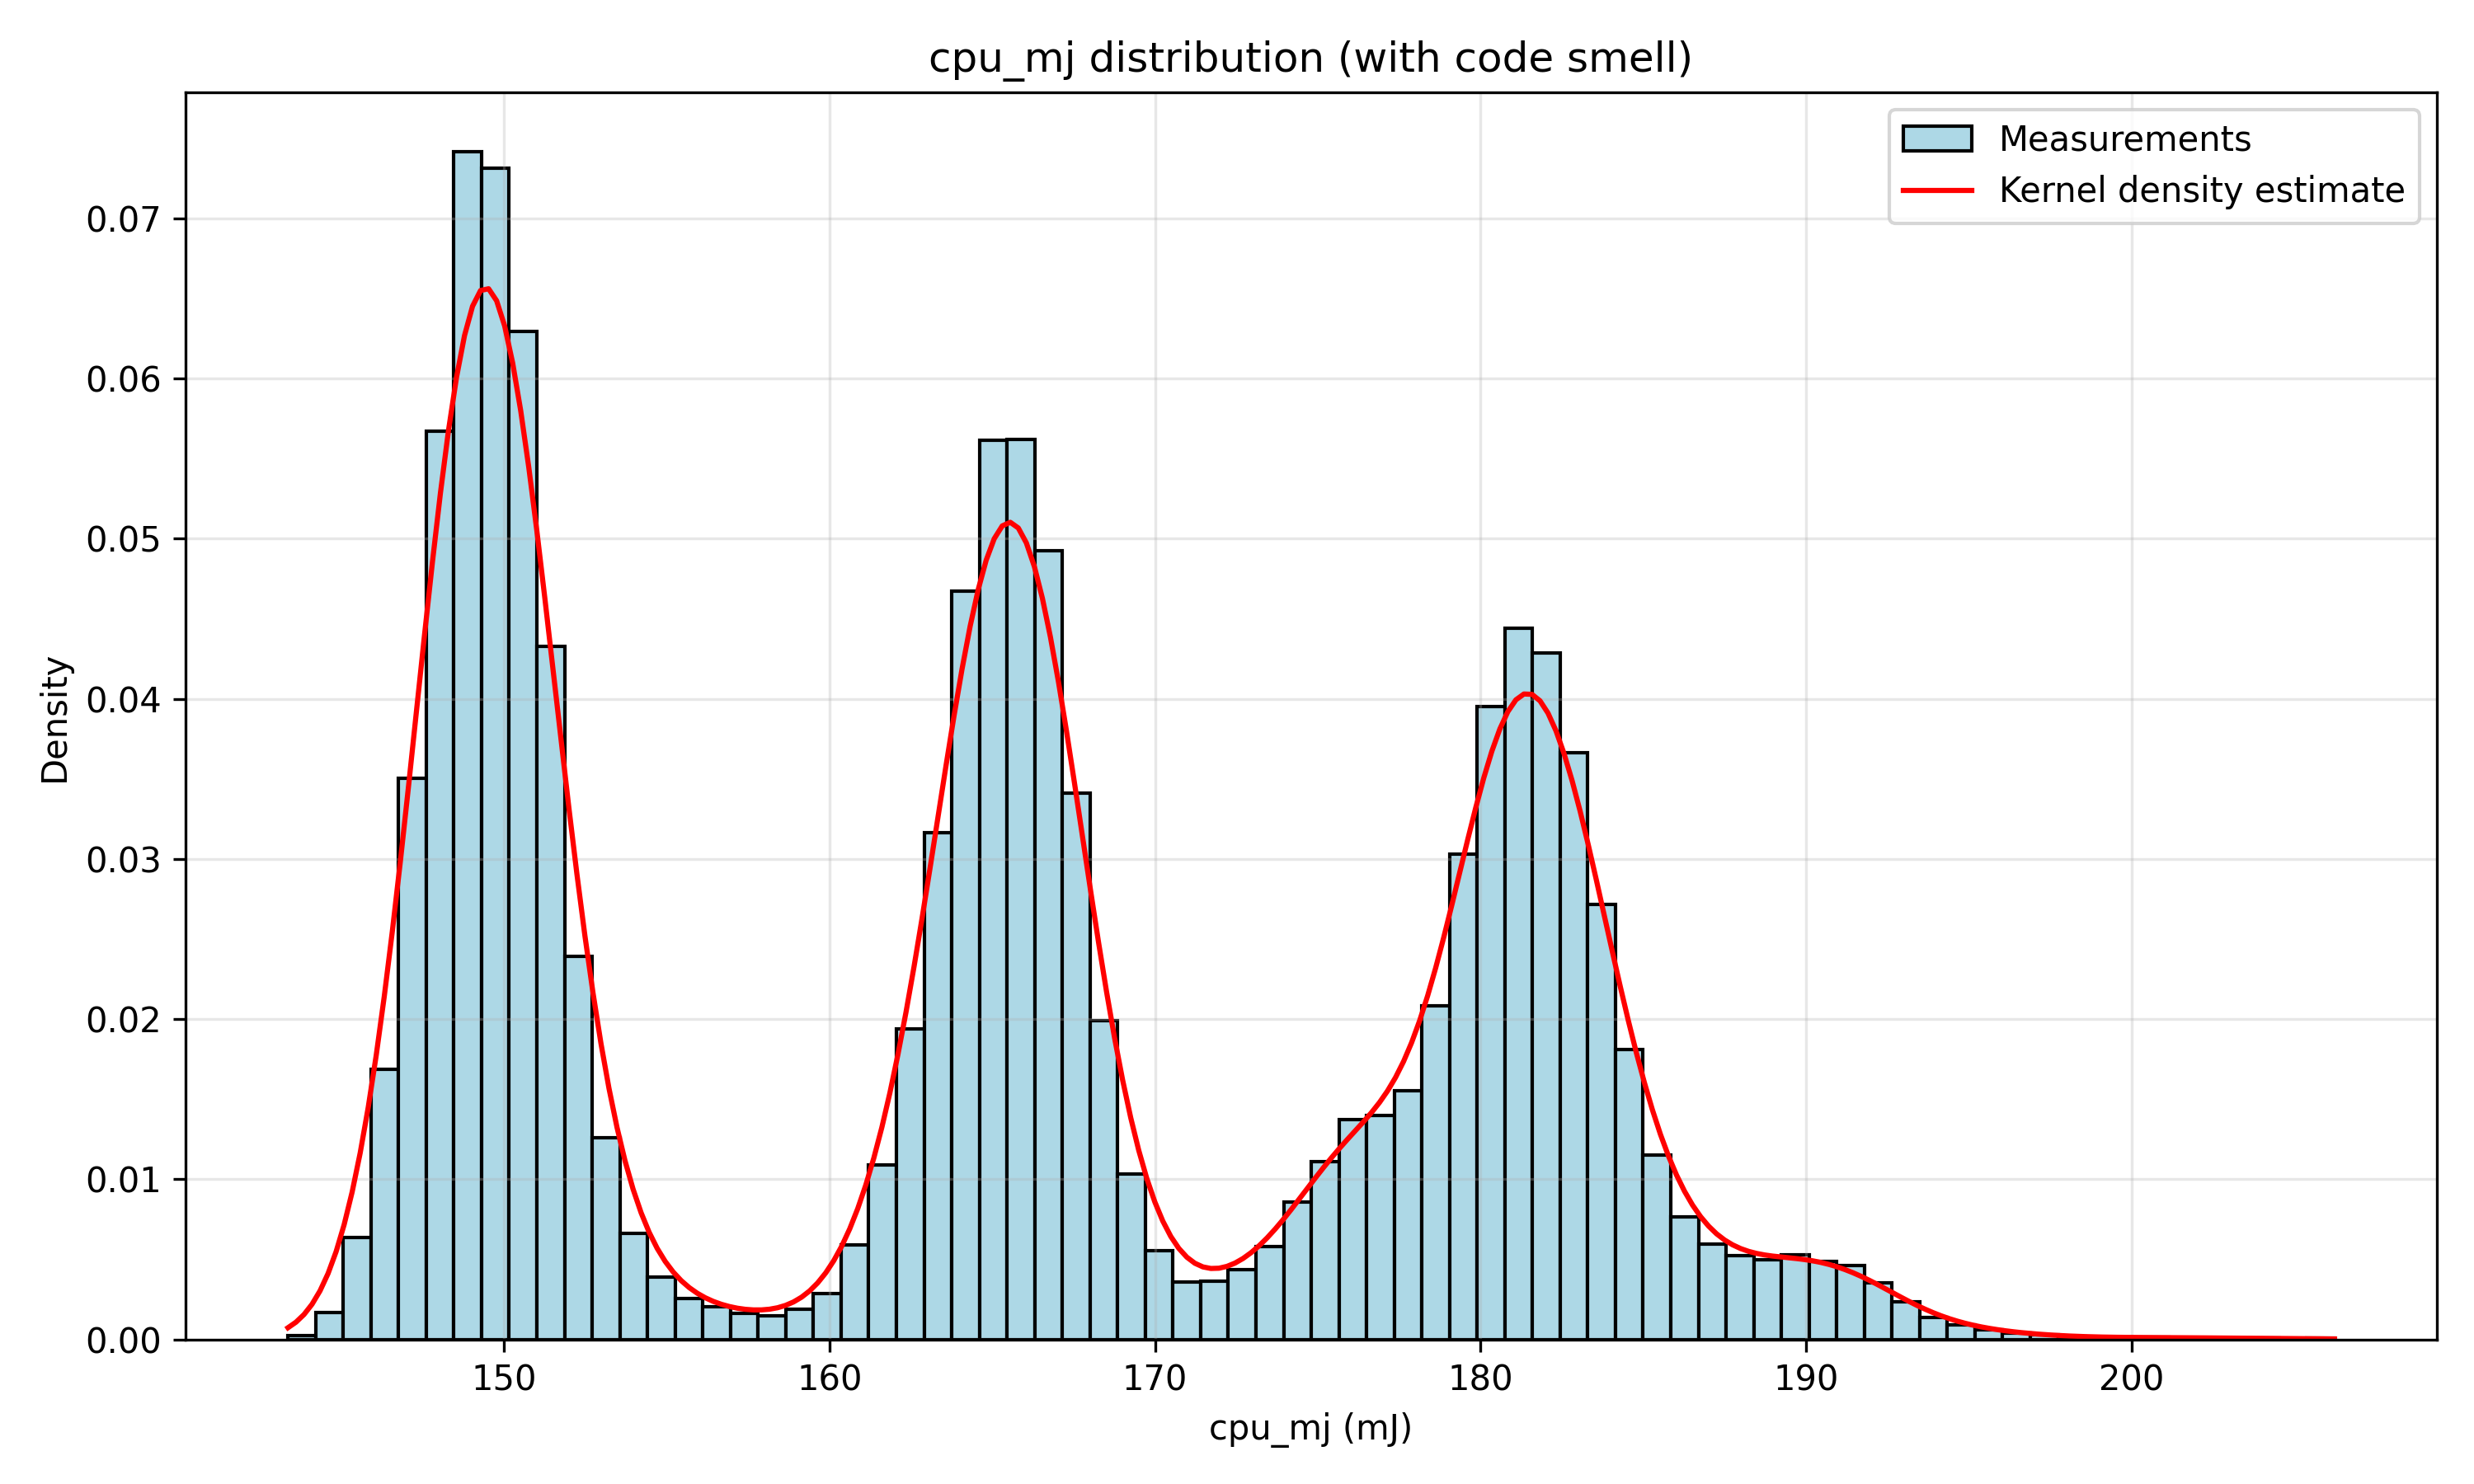 cpu_mj distribution (with code smell)
Measurements
Kernel density estimate
Density
0.07
0.06
0.05
0.04
0.03
0.02
0.01
0.00
150 160 170 180 190 200
cpu_mj (mJ)